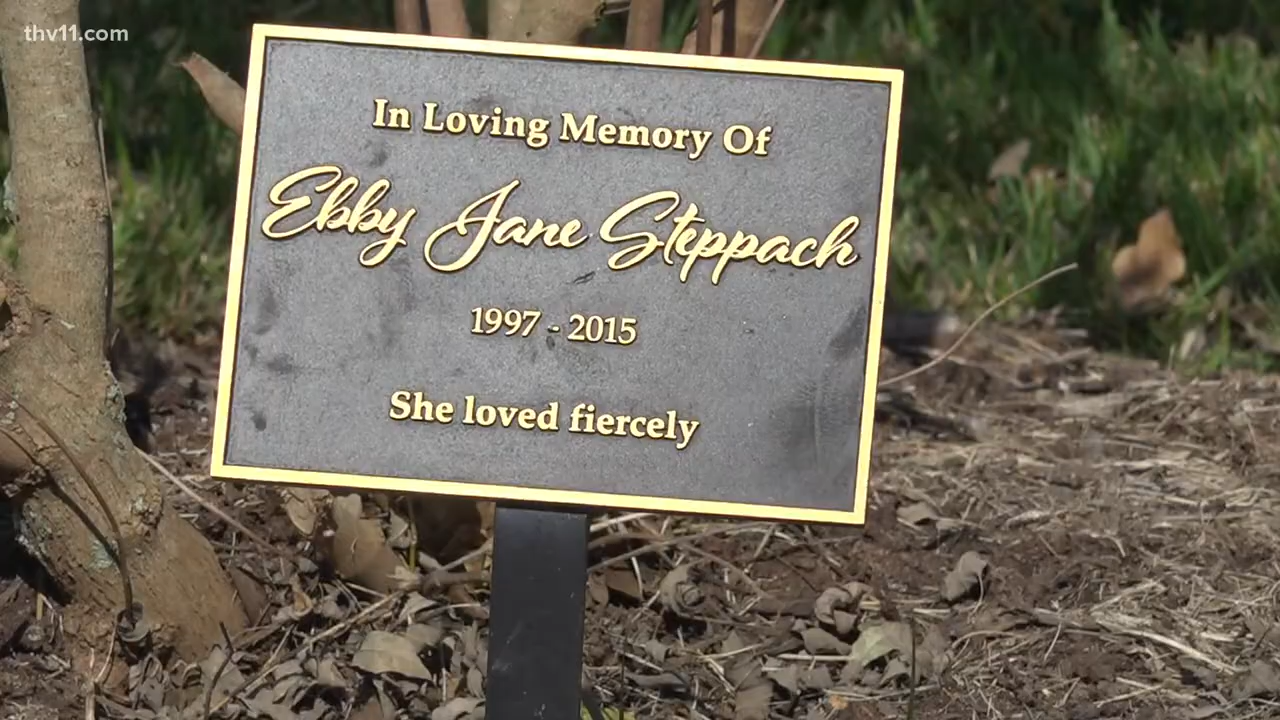 thv11.com
In Loving Memory Of
Ebby Jane Steppach
1997 - 2015
She loved fiercely